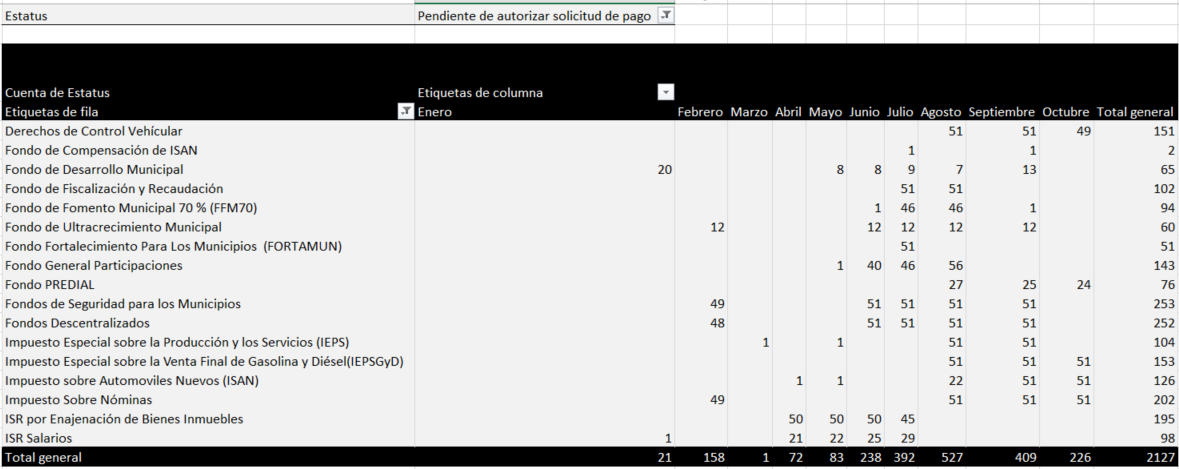 Estatus Pendiente de autorizar solicitud de pago
Cuenta de Estatus Etiquetas de columna
Etiquetas de fila Enero Febrero Marzo Abril Mayo Junio Julio Agosto Septiembre Octubre Total general
Derechos de Control Vehícular 51 51 49 151
Fondo de Compensación de ISAN 1 1 2
Fondo de Desarrollo Municipal 20 8 8 9 7 13 65
Fondo de Fiscalización y Recaudación 51 51 102
Fondo de Fomento Municipal 70 % (FFM70) 1 46 46 1 94
Fondo de Ultracrecimiento Municipal 12 12 12 12 12 60
Fondo Fortalecimiento Para Los Municipios (FORTAMUN) 51 51
Fondo General Participaciones 1 40 46 56 143
Fondo PREDIAL 27 25 24 76
Fondos de Seguridad para los Municipios 49 51 51 51 51 253
Fondos Descentralizados 48 51 51 51 51 252
Impuesto Especial sobre la Producción y los Servicios (IEPS) 1 1 51 51 104
Impuesto Especial sobre la Venta Final de Gasolina y Diésel(IEPSGyD) 51 51 51 153
Impuesto sobre Automoviles Nuevos (ISAN) 1 1 22 51 51 126
Impuesto Sobre Nóminas 49 51 51 51 202
ISR por Enajenación de Bienes Inmuebles 50 50 50 45 195
ISR Salarios 1 21 22 25 29 98
Total general 21 158 1 72 83 238 392 527 409 226 2127